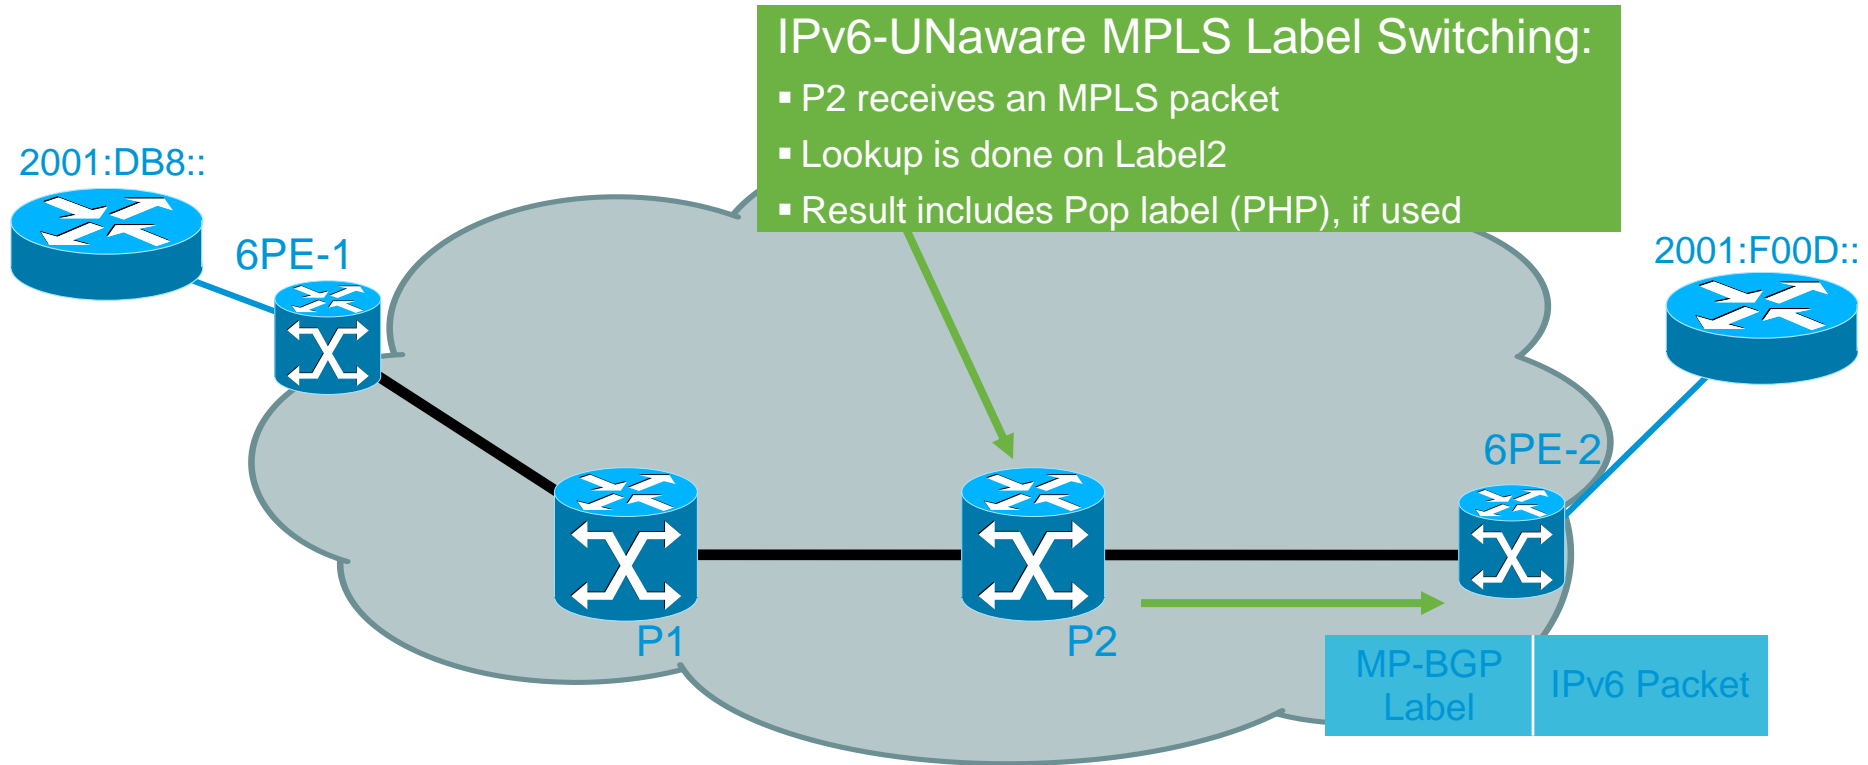 IPv6-UNaware MPLS Label Switching:
▪ P2 receives an MPLS packet
▪ Lookup is done on Label2
▪ Result includes Pop label (PHP), if used
2001:DB8::
6PE-1
2001:F00D::
6PE-2
P1
P2
MP-BGP
Label
IPv6 Packet